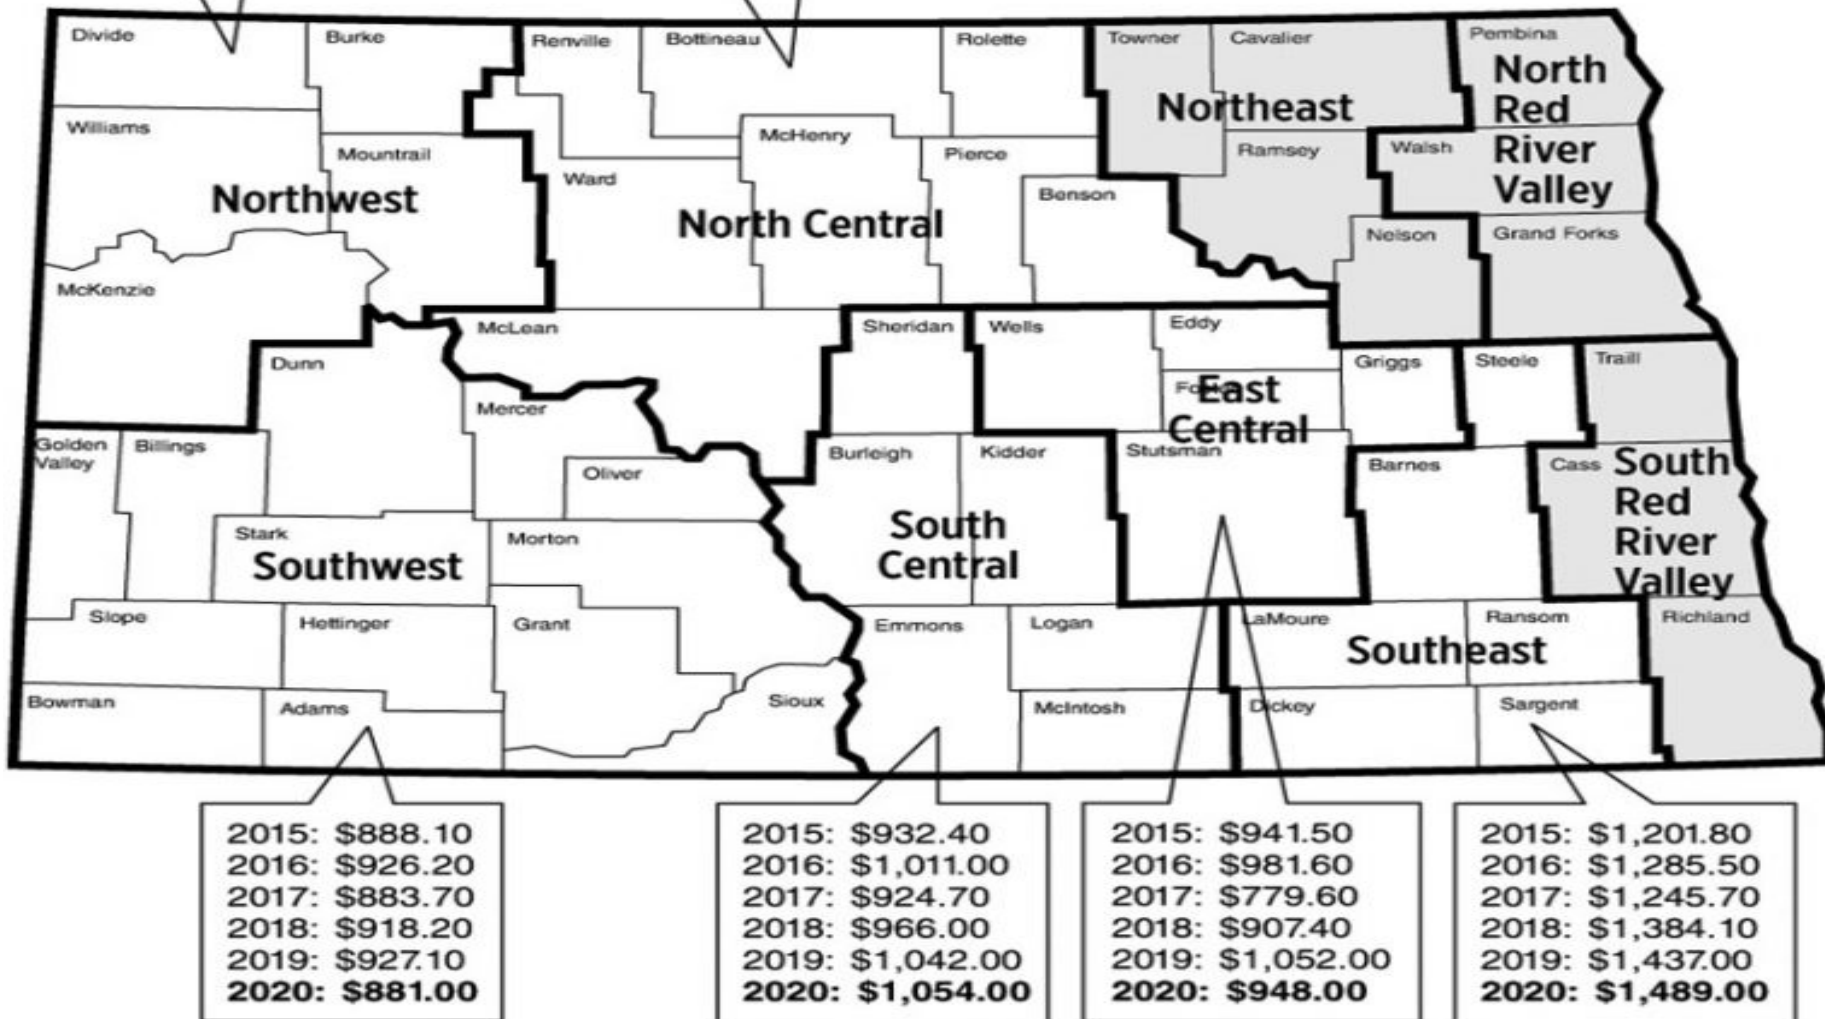 Divide
Burke
Renville
Bottineau
Rolette
Towner
Cavalier
Pembina
North
Red
River
Valley
Northeast
Williams
Mountrail
McHenry
Pierce
Ramsey
Walsh
Northwest
Ward
North Central
Benson
Nelson
Grand Forks
McKenzie
McLean
Sheridan
Wells
Eddy
Griggs
Steele
Traill
Dunn
Mercer
East
Central
Golden
Valley
Billings
Oliver
Burleigh
Kidder
Stutsman
Barnes
Cass
South
Red
River
Valley
Stark
Southwest
Morton
South
Central
Slope
Hettinger
Grant
Emmons
Logan
LaMoure
Ransom
Richland
Southeast
Bowman
Adams
Sioux
McIntosh
Dickey
Sargent
2015: $888.10
2016: $926.20
2017: $883.70
2018: $918.20
2019: $927.10
2020: $881.00
2015: $932.40
2016: $1,011.00
2017: $924.70
2018: $966.00
2019: $1,042.00
2020: $1,054.00
2015: $941.50
2016: $981.60
2017: $779.60
2018: $907.40
2019: $1,052.00
2020: $948.00
2015: $1,201.80
2016: $1,285.50
2017: $1,245.70
2018: $1,384.10
2019: $1,437.00
2020: $1,489.00